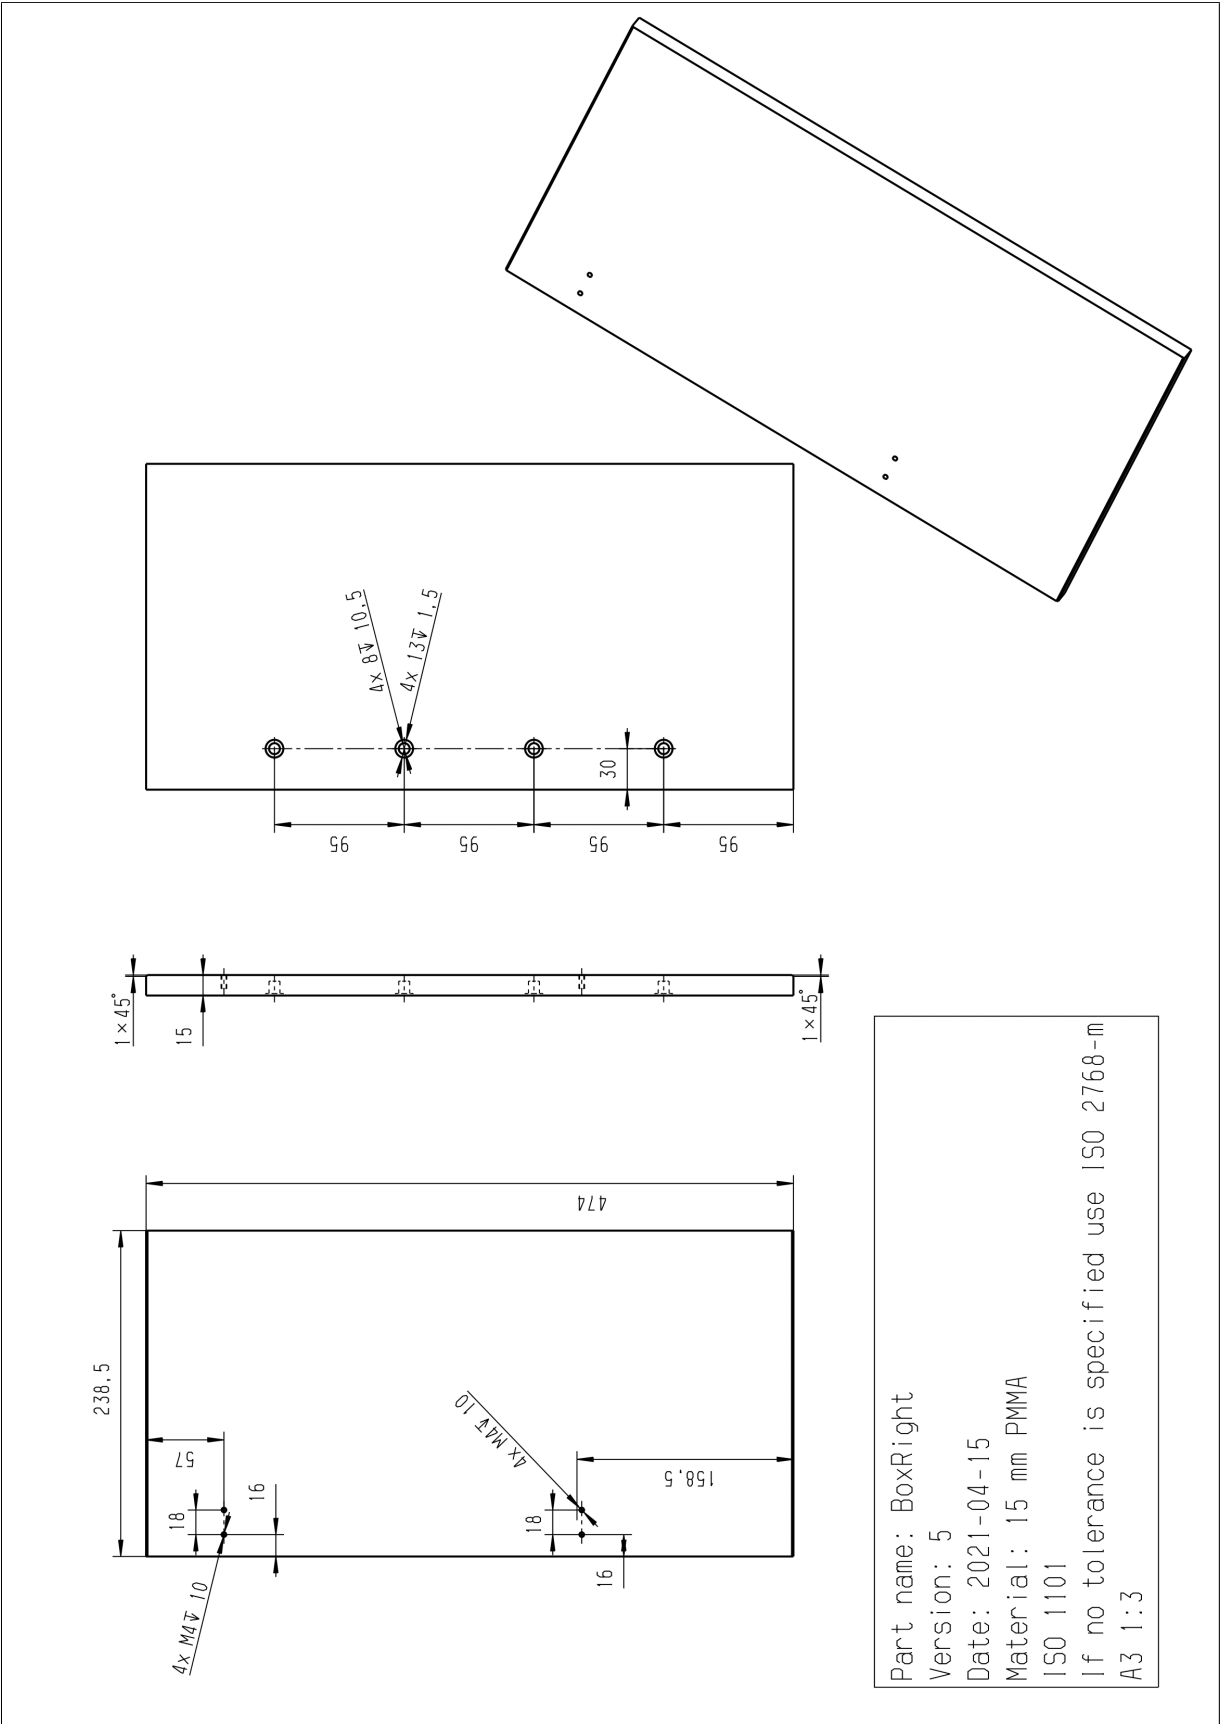 238,5
57
18
16
4x M4↧ 10
474
4x M4↧ 10
18
16
158,5
1×45°
15
1×45°
4x 8↧ 10,5
4x 13↧ 1,5
30
95
95
95
95
Part name: BoxRight
Version: 5
Date: 2021-04-15
Material: 15 mm PMMA
ISO 1101
If no tolerance is specified use ISO 2768-m
A3 1:3